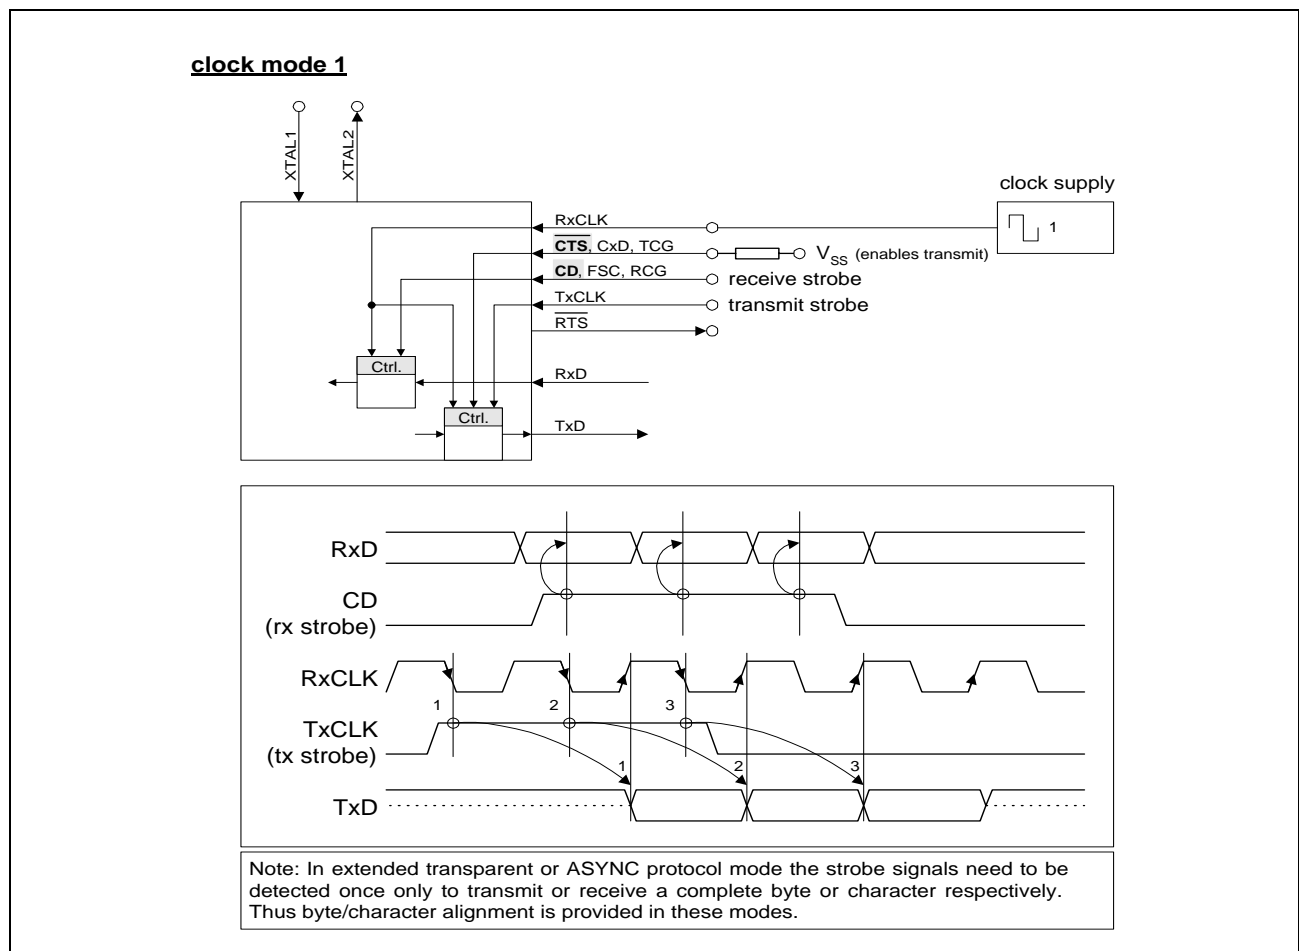 clock mode 1
XTAL1
XTAL2
clock supply
1
RxCLK
CTS, CxD, TCG
VSS (enables transmit)
CD, FSC, RCG
receive strobe
TxCLK
transmit strobe
RTS
Ctrl.
RxD
Ctrl.
TxD
RxD
CD
(rx strobe)
RxCLK
1 2 3
TxCLK
(tx strobe)
1 2 3
TxD
Note: In extended transparent or ASYNC protocol mode the strobe signals need to be
detected once only to transmit or receive a complete byte or character respectively.
Thus byte/character alignment is provided in these modes.